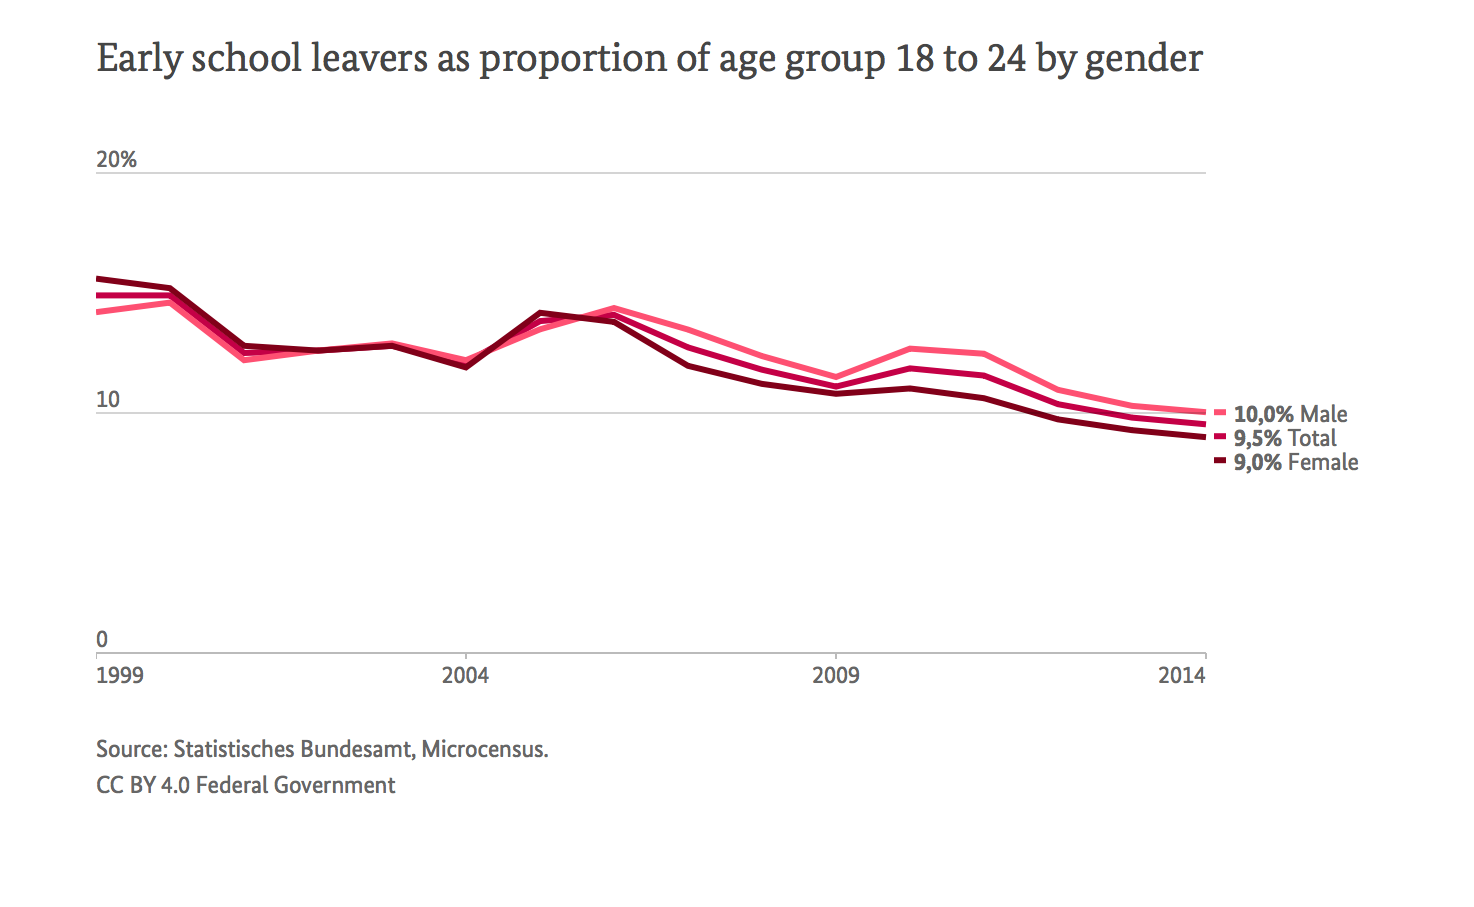 Early school leavers as proportion of age group 18 to 24 by gender
20%
10
10,0% Male
9,5% Total
9,0% Female
0
1999 2004 2009 2014
Source: Statistisches Bundesamt, Microcensus.
CC BY 4.0 Federal Government